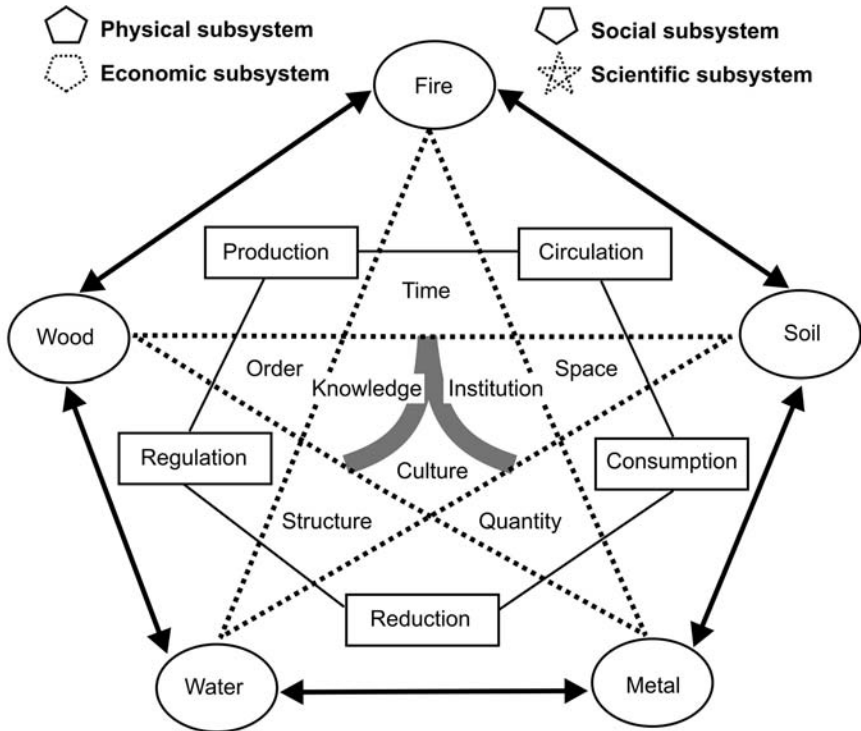 Physical subsystem
Social subsystem
Economic subsystem
Scientific subsystem
Fire
Production
Circulation
Time
Wood
Soil
Order
Space
Knowledge
Institution
Regulation
Culture
Consumption
Structure
Quantity
Reduction
Water
Metal